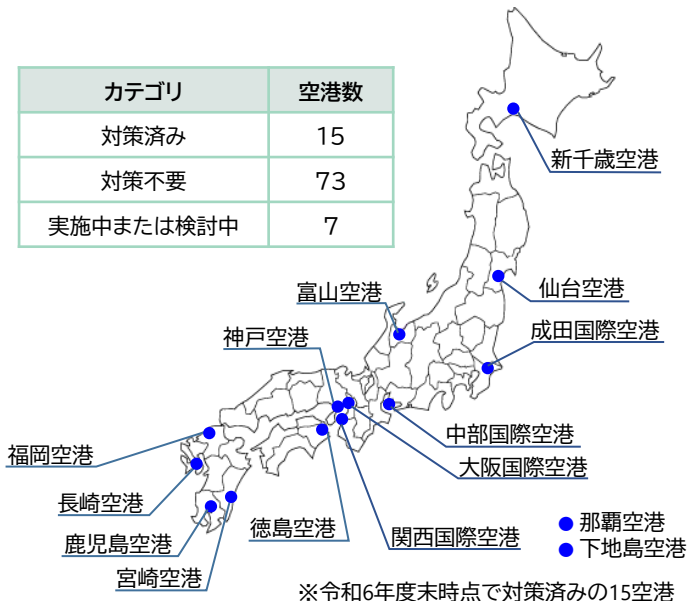 カテゴリ 空港数
対策済み 15
対策不要 73
実施中または検討中 7
新千歳空港
仙台空港
富山空港
成田国際空港
神戸空港
中部国際空港
大阪国際空港
福岡空港
長崎空港
徳島空港
関西国際空港
鹿児島空港
宮崎空港
那覇空港
下地島空港
※令和6年度末時点で対策済みの15空港